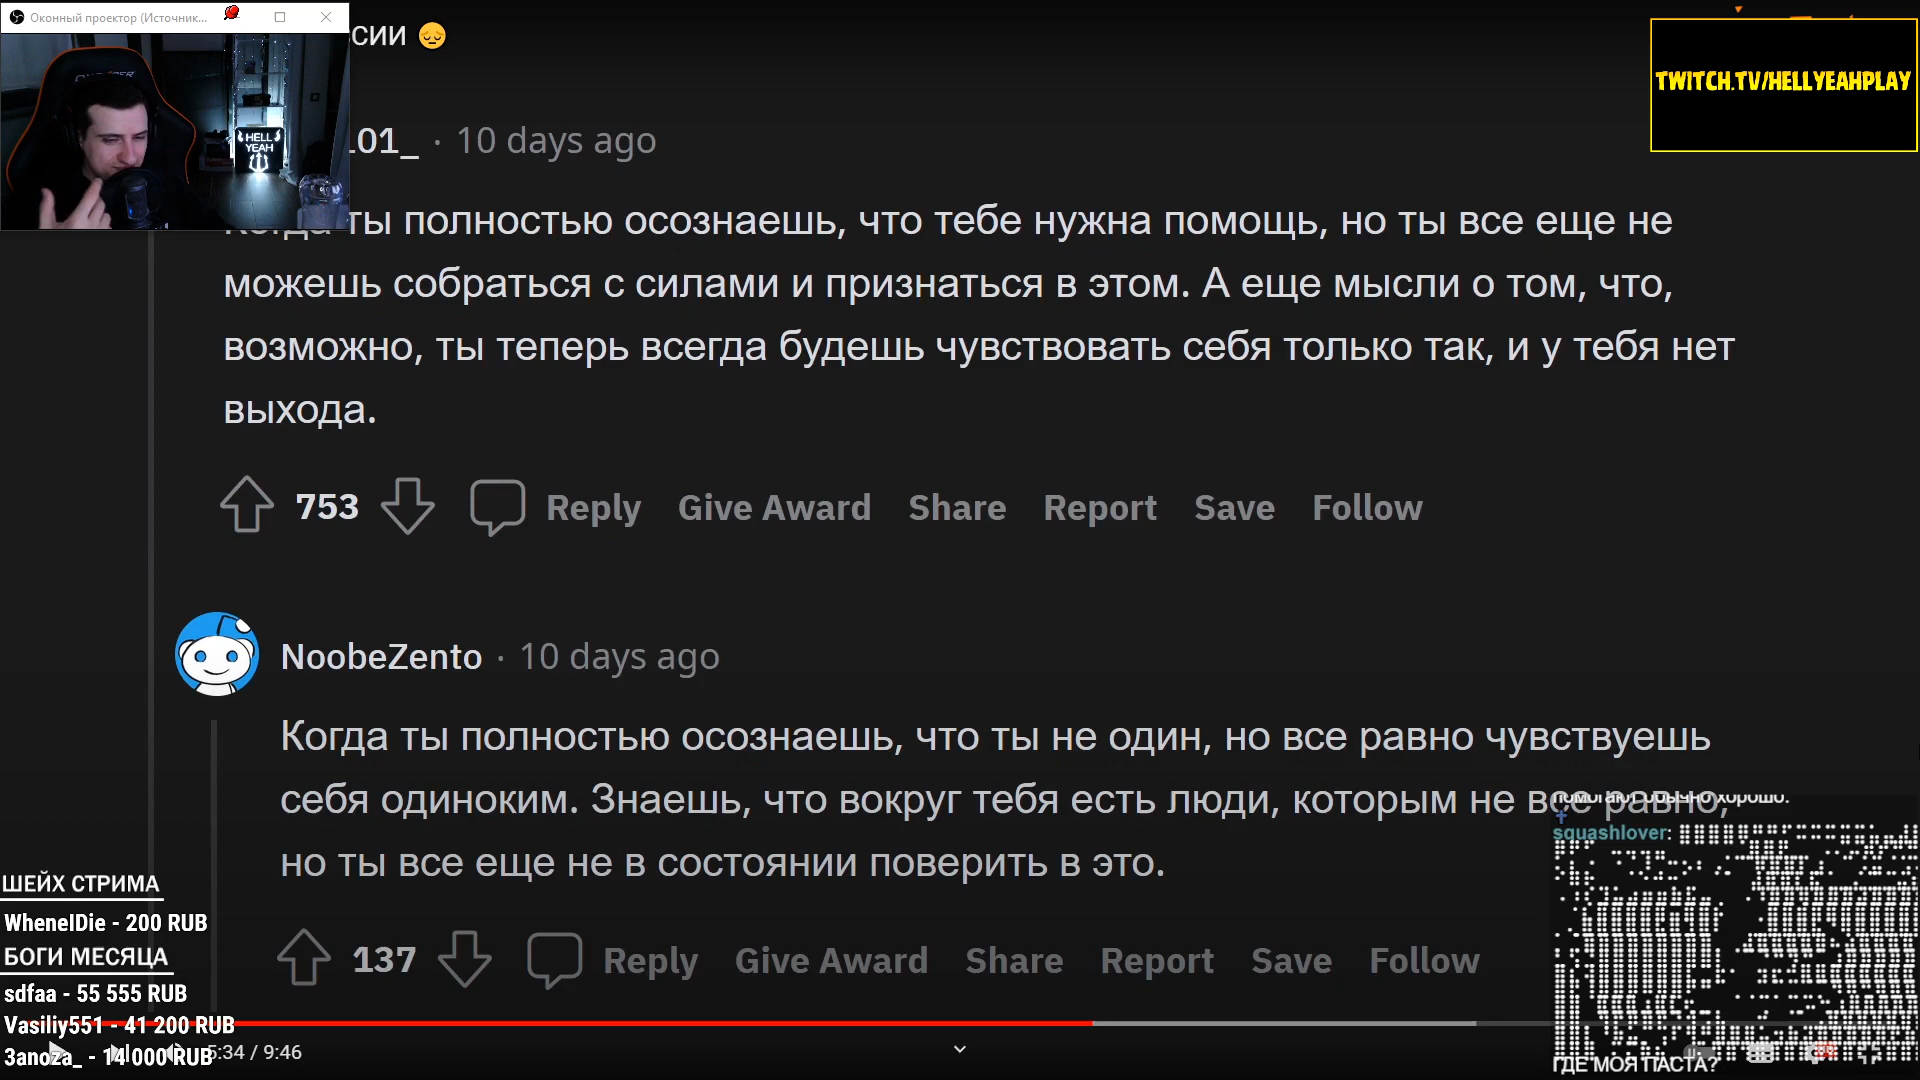 Оконный проектор (Источник...
СИИ 😔
TWITCH.TV/HELLYEAHPLAY
HELL
YEAH
101_ · 10 days ago
Когда ты полностью осознаешь, что тебе нужна помощь, но ты все еще не
можешь собраться с силами и признаться в этом. А еще мысли о том, что,
возможно, ты теперь всегда будешь чувствовать себя только так, и у тебя нет
выхода.
753 Reply Give Award Share Report Save Follow
NoobeZento · 10 days ago
Когда ты полностью осознаешь, что ты не один, но все равно чувствуешь
себя одиноким. Знаешь, что вокруг тебя есть люди, которым не все равно,
но ты все еще не в состоянии поверить в это.
137 Reply Give Award Share Report Save Follow
помогают обычно хорошо.
squashlover:
ГДЕ МОЯ ПАСТА?
ШЕЙХ СТРИМА
WhenelDie - 200 RUB
БОГИ МЕСЯЦА
sdfaa - 55 555 RUB
Vasiliy551 - 41 200 RUB
3anoza_ - 14 000 RUB
5:34 / 9:46